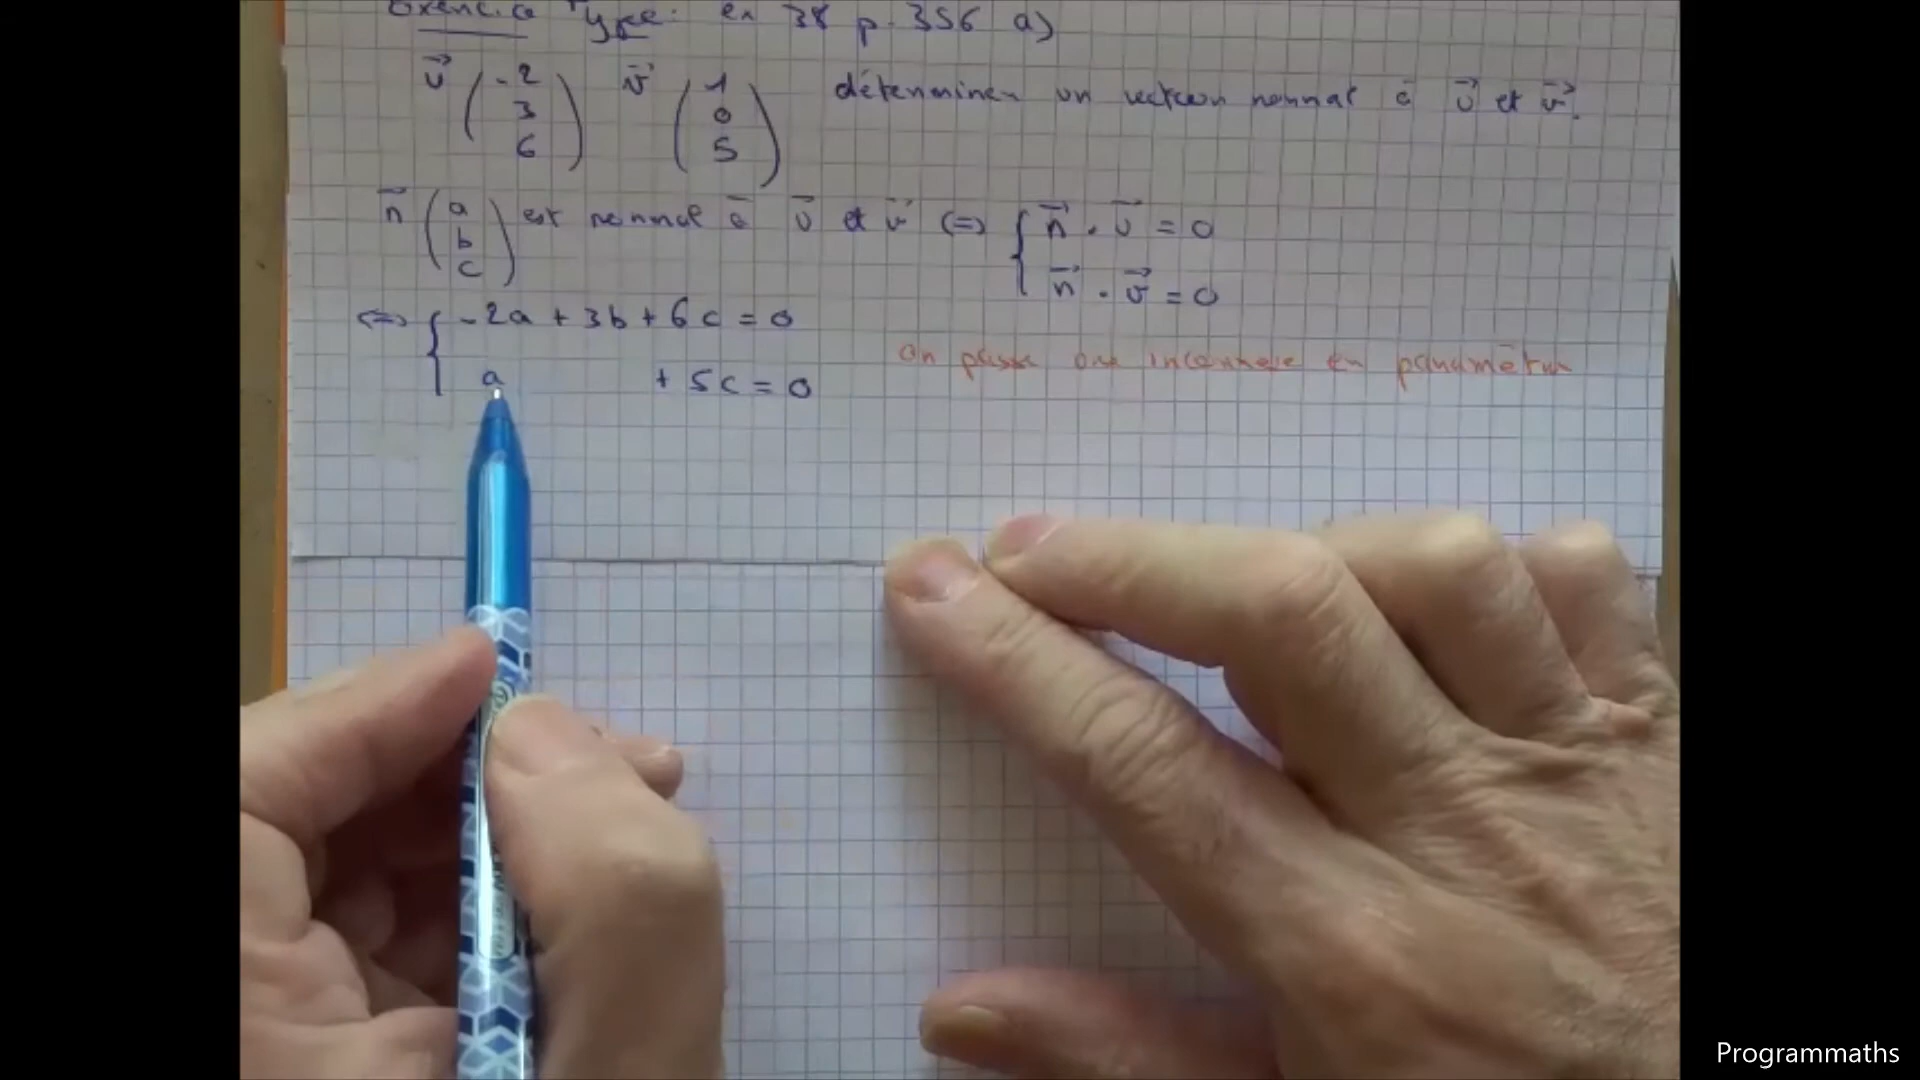 Exercice Type : ex 38 p. 356 a)
u⃗ (-2 3 6) v⃗ (1 0 5) déterminer un vecteur normal à u⃗ et v⃗.
n⃗ (a b c) est normal à u⃗ et v⃗ <=> { n⃗ . u⃗ = 0
n⃗ . v⃗ = 0
<=> { -2a + 3b + 6c = 0
on passe une inconnue en paramètre
a + 5c = 0
Programmaths